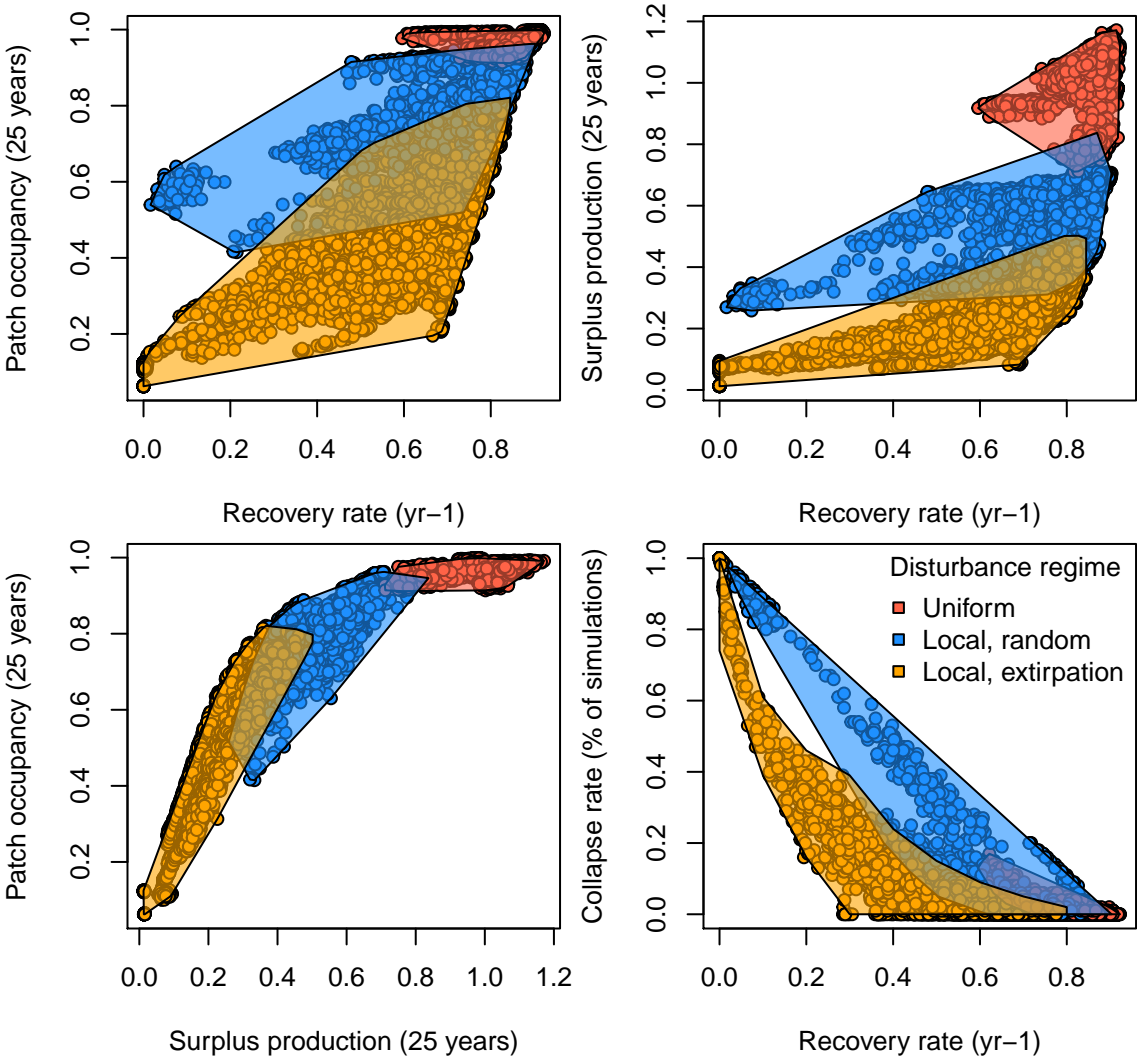 Patch occupancy (25 years)
1.0
0.8
0.6
0.4
0.2
0.0 0.2 0.4 0.6 0.8
Recovery rate (yr−1)
Surplus production (25 years)
1.2
1.0
0.8
0.6
0.4
0.2
0.0
0.0 0.2 0.4 0.6 0.8
Recovery rate (yr−1)
Patch occupancy (25 years)
1.0
0.8
0.6
0.4
0.2
0.0 0.2 0.4 0.6 0.8 1.0 1.2
Surplus production (25 years)
Collapse rate (% of simulations)
1.0
0.8
0.6
0.4
0.2
0.0
Disturbance regime
Uniform
Local, random
Local, extirpation
0.0 0.2 0.4 0.6 0.8
Recovery rate (yr−1)